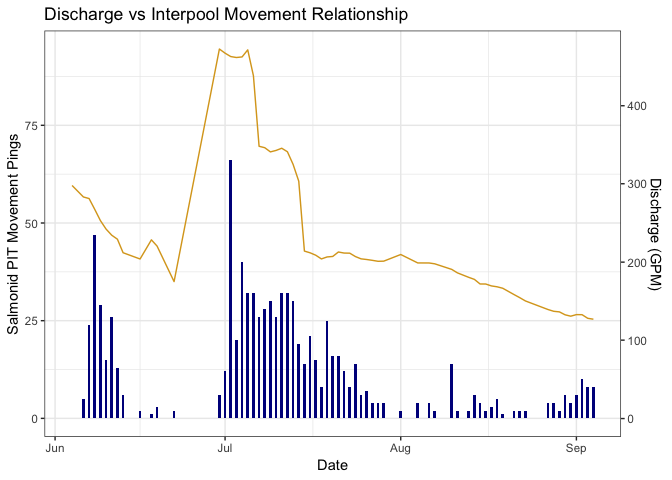 Discharge vs Interpool Movement Relationship
Salmonid PIT Movement Pings
75
50
25
0
400
300
200
100
0
Discharge (GPM)
Jun
Jul
Aug
Sep
Date